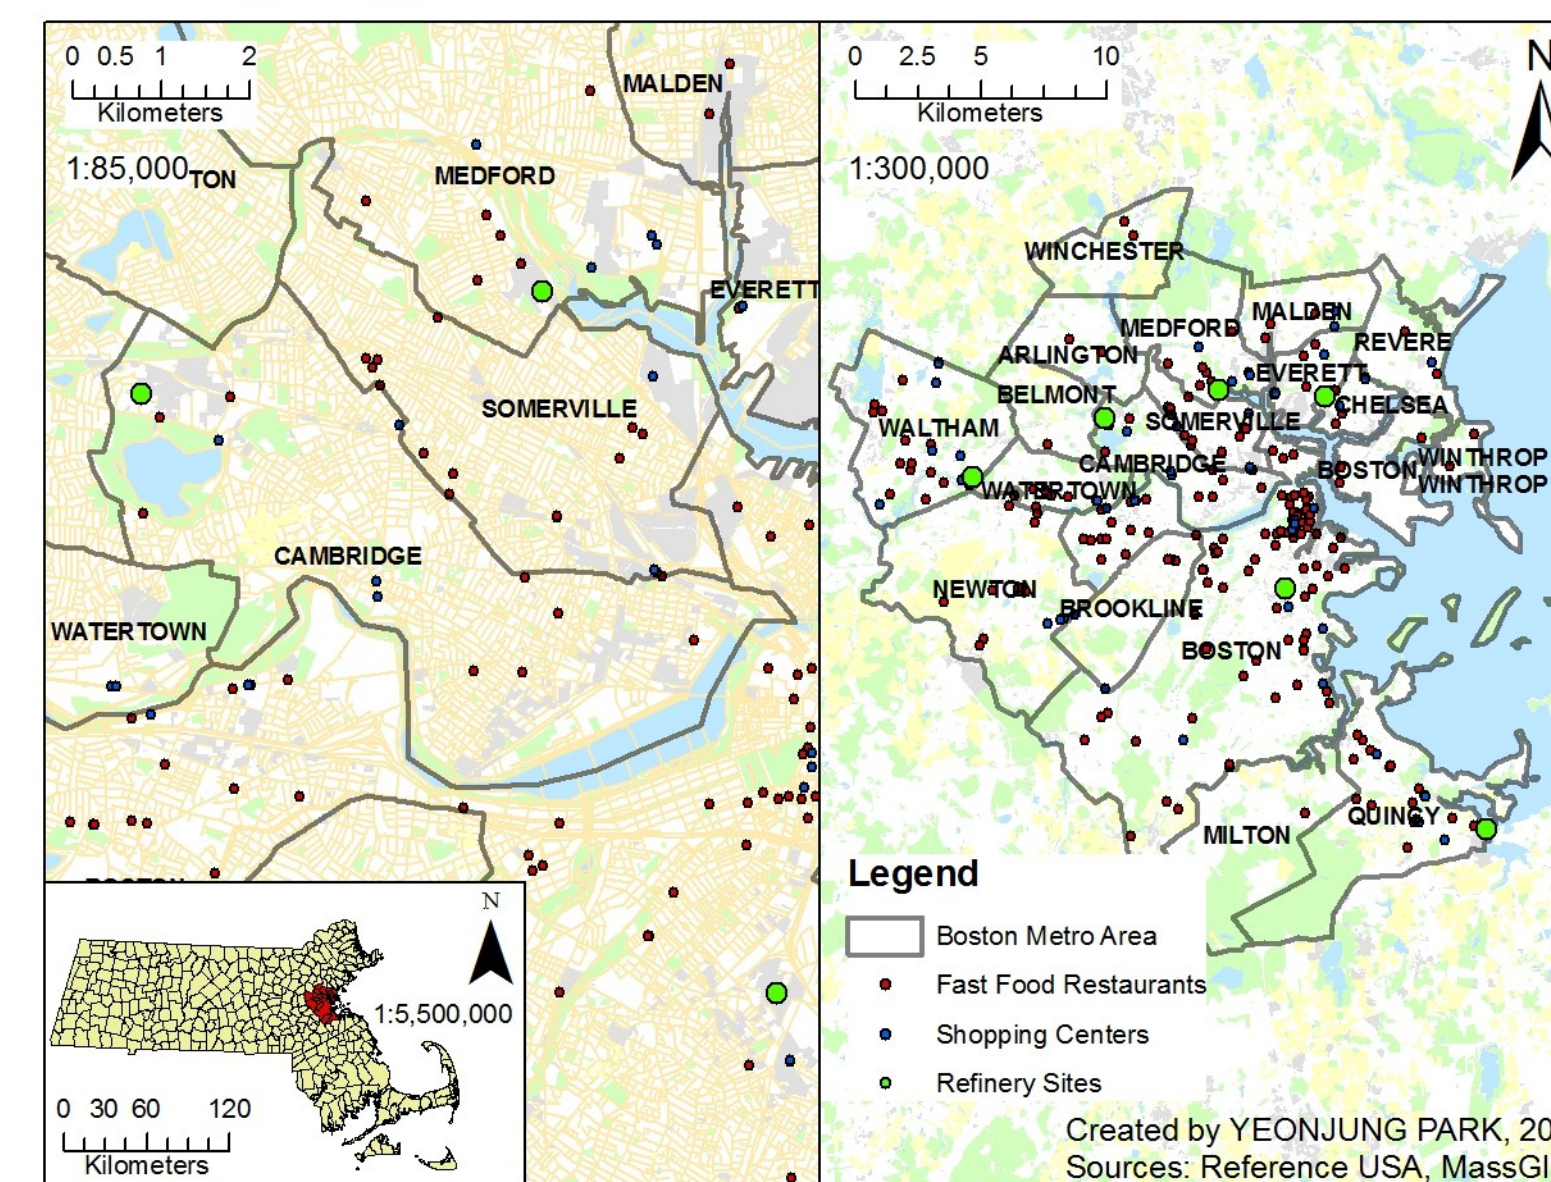 0 0.5 1 2
Kilometers
1:85,000
TON
MALDEN
MEDFORD
EVERETT
SOMERVILLE
CAMBRIDGE
WATERTOWN
N
1:5,500,000
0 30 60 120
Kilometers
0 2.5 5 10
Kilometers
N
1:300,000
WINCHESTER
MALDEN
MEDFORD
REVERE
ARLINGTON
EVERETT
BELMONT
CHELSEA
SOMERVILLE
WALTHAM
WINTHROP
CAMBRIDGE
BOSTON
WINTHROP
WATERTOWN
NEWTON
BROOKLINE
BOSTON
QUINCY
MILTON
Legend
Boston Metro Area
Fast Food Restaurants
Shopping Centers
Refinery Sites
Created by YEONJUNG PARK, 20
Sources: Reference USA, MassGI